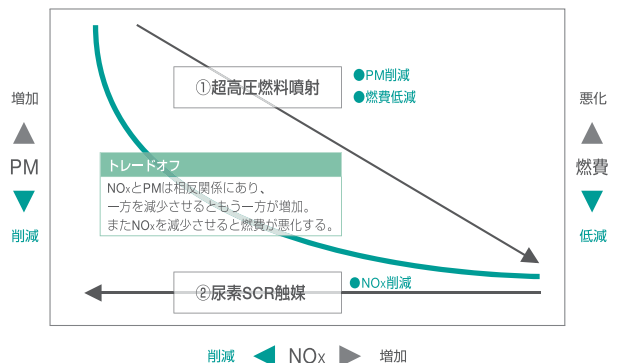 増加
PM
削減
①超高圧燃料噴射
●PM削減
●燃費低減
トレードオフ
NOxとPMは相反関係にあり、
一方を減少させるともう一方が増加。
またNOxを減少させると燃費が悪化する。
②尿素SCR触媒
●NOx削減
悪化
燃費
低減
削減 NOx 増加